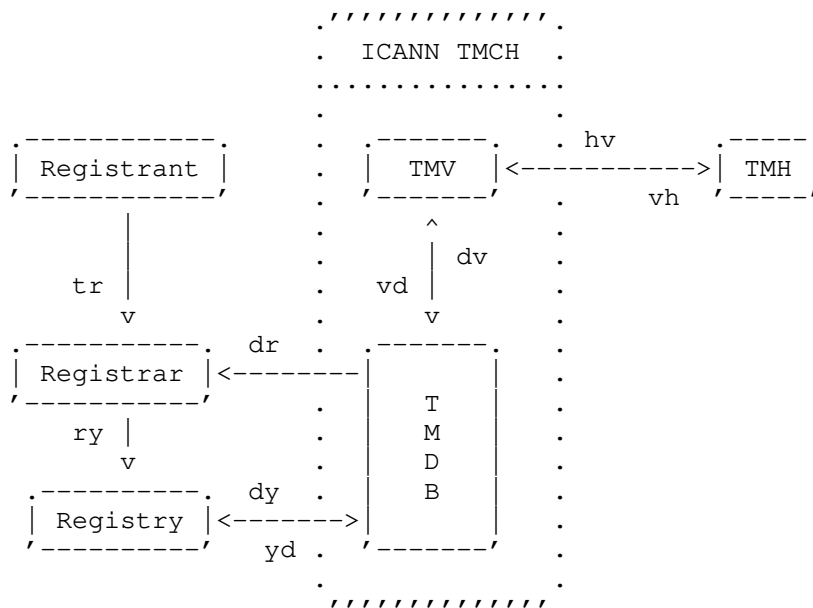 ICANN TMCH
hv
Registrant TMV TMH
vh
dv
tr vd
v v
dr
Registrar
T
ry M
v D
dy B
Registry
yd